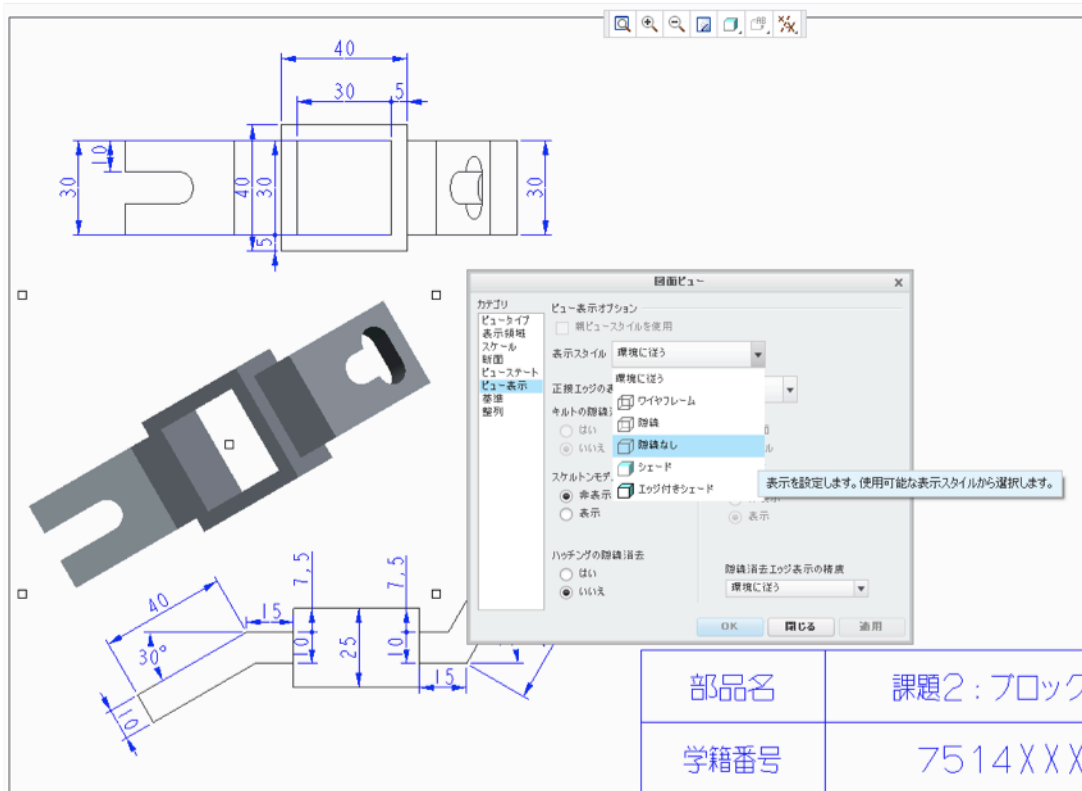 40
30
5
10
30
40
30
30
5
図面ビュー
カテゴリ
ビュータイプ
表示領域
スケール
断面
ビューステート
ビュー表示
基準
整列
ビュー表示オプション
親ビュースタイルを使用
表示スタイル
環境に従う
環境に従う
ワイヤフレーム
隠線
隠線なし
シェード
エッジ付きシェード
正接エッジの表
キルトの隠線
はい
いいえ
スケルトンモデ
非表示
表示
表示
表示を設定します。使用可能な表示スタイルから選択します。
ハッチングの隠線消去
はい
いいえ
隠線消去エッジ表示の精度
環境に従う
OK
閉じる
適用
7,5
7,5
40
15
30°
10
25
10
15
10
部品名
課題2:ブロック
学籍番号
7514XXX